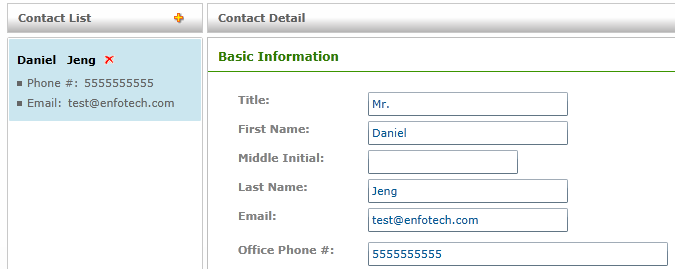 Contact List
Daniel Jeng
Phone #: 5555555555
Email: test@enfotech.com
Contact Detail
Basic Information
Title: Mr.
First Name: Daniel
Middle Initial:
Last Name: Jeng
Email: test@enfotech.com
Office Phone #: 5555555555